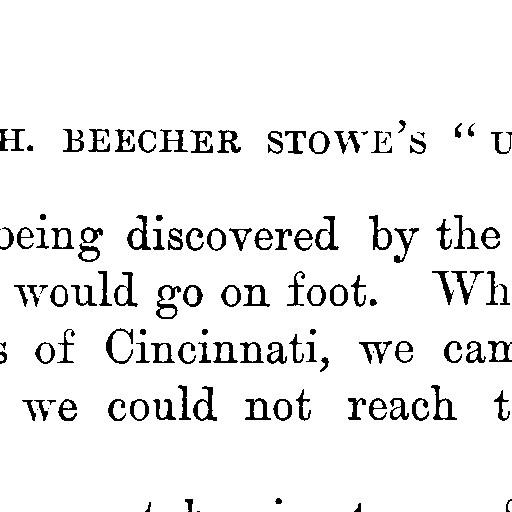 H. BEECHER STOWE'S "U
being discovered by the
would go on foot. Wh
s of Cincinnati, we cam
we could not reach t